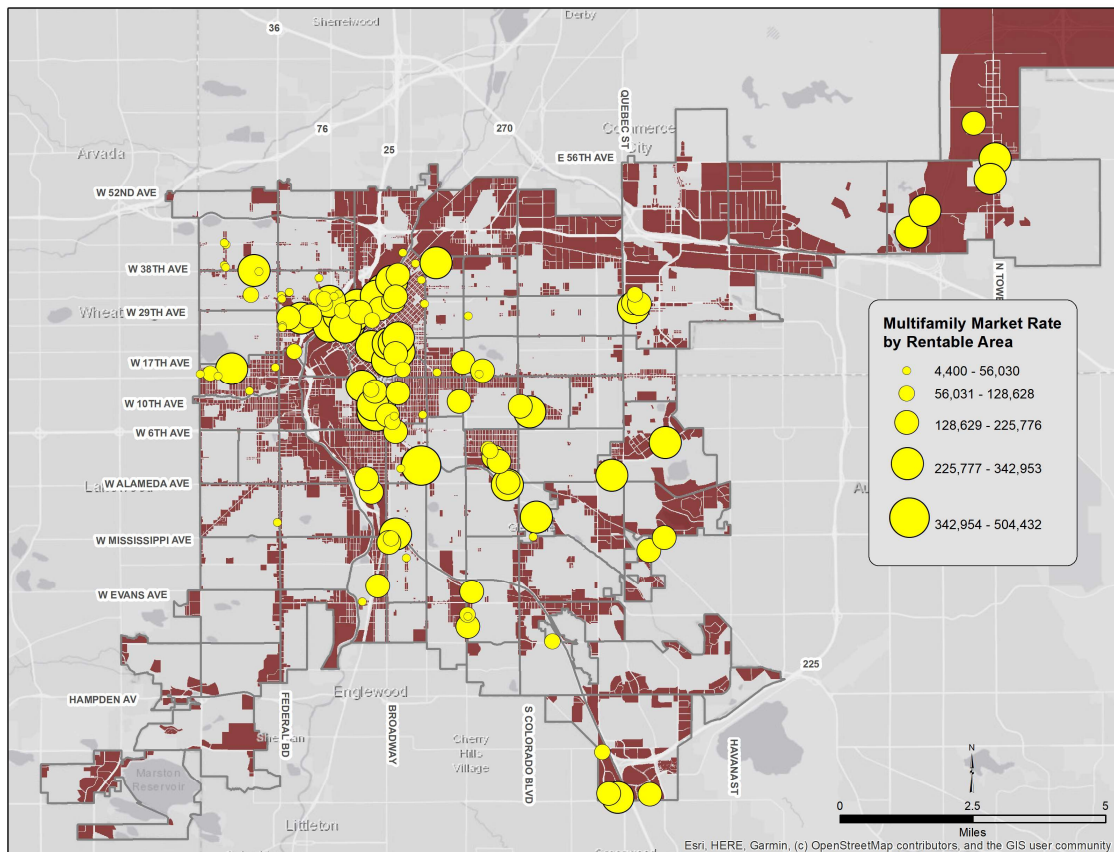 Sherrelwood
Derby
36
QUEBEC ST
76
270
Commerce
City
25
E 56TH AVE
Arvada
W 52ND AVE
W 38TH AVE
W 29TH AVE
W 17TH AVE
W 10TH AVE
W 6TH AVE
W ALAMEDA AVE
W MISSISSIPPI AVE
W EVANS AVE
225
Englewood
HAMPDEN AV
FEDERAL BD
BROADWAY
S COLORADO BLVD
HAVANA ST
Cherry
Hills
Village
Marston
Reservoir
Littleton
Multifamily Market Rate
by Rentable Area
4,400 - 56,030
56,031 - 128,628
128,629 - 225,776
225,777 - 342,953
342,954 - 504,432
N
0 2.5 5
Miles
Esri, HERE, Garmin, (c) OpenStreetMap contributors, and the GIS user community